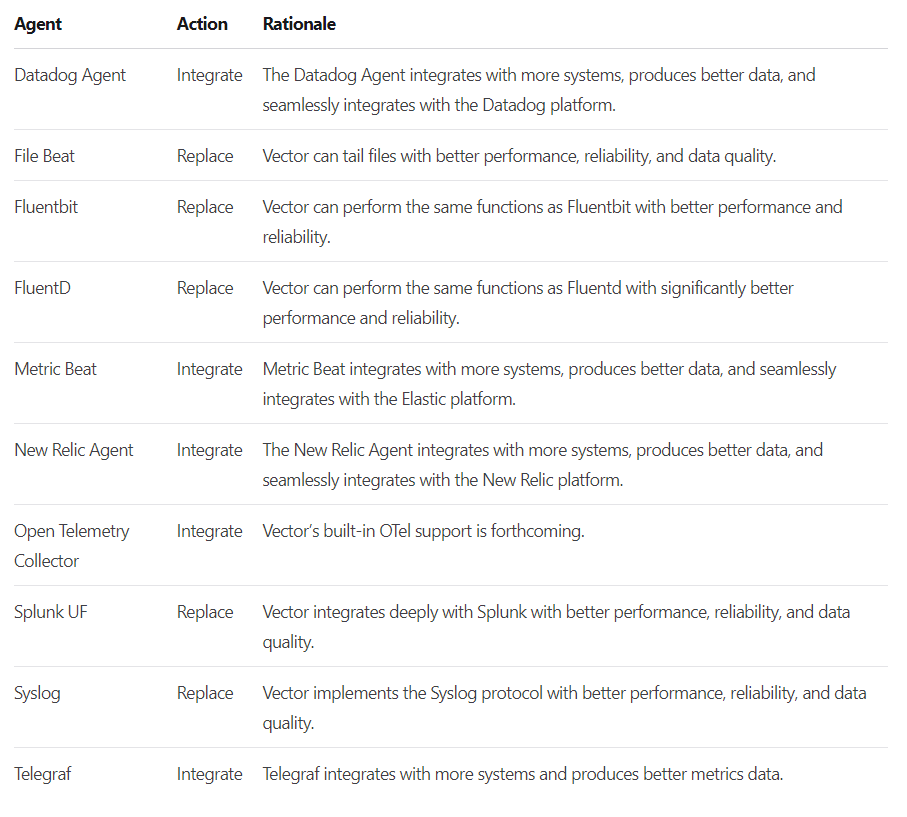 Agent Action Rationale
Datadog Agent Integrate The Datadog Agent integrates with more systems, produces better data, and
seamlessly integrates with the Datadog platform.
File Beat Replace Vector can tail files with better performance, reliability, and data quality.
Fluentbit Replace Vector can perform the same functions as Fluentbit with better performance and
reliability.
FluentD Replace Vector can perform the same functions as Fluentd with significantly better
performance and reliability.
Metric Beat Integrate Metric Beat integrates with more systems, produces better data, and seamlessly
integrates with the Elastic platform.
New Relic Agent Integrate The New Relic Agent integrates with more systems, produces better data, and
seamlessly integrates with the New Relic platform.
Open Telemetry Integrate Vector’s built-in OTel support is forthcoming.
Collector
Splunk UF Replace Vector integrates deeply with Splunk with better performance, reliability, and data
quality.
Syslog Replace Vector implements the Syslog protocol with better performance, reliability, and data
quality.
Telegraf Integrate Telegraf integrates with more systems and produces better metrics data.